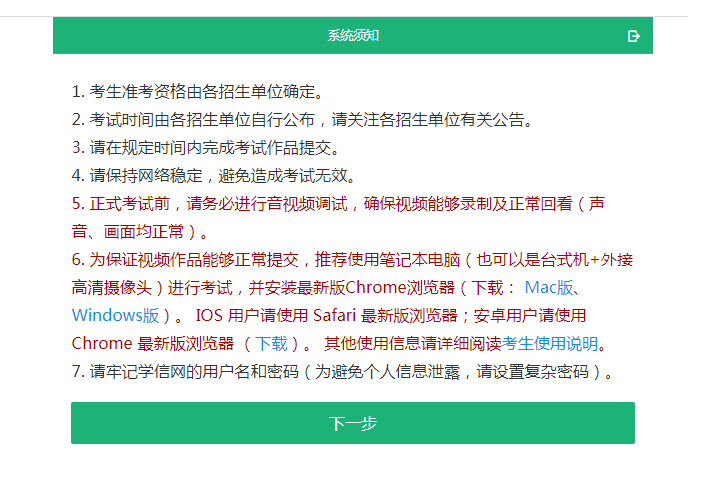 系统须知
1. 考生准考资格由各招生单位确定。
2. 考试时间由各招生单位自行公布，请关注各招生单位有关公告。
3. 请在规定时间内完成考试作品提交。
4. 请保持网络稳定，避免造成考试无效。
5. 正式考试前，请务必进行音视频调试，确保视频能够录制及正常回看（声
音、画面均正常）。
6. 为保证视频作品能够正常提交，推荐使用笔记本电脑（也可以是台式机+外接
高清摄像头）进行考试，并安装最新版Chrome浏览器（下载： Mac版、
Windows版）。 IOS 用户请使用 Safari 最新版浏览器；安卓用户请使用
Chrome 最新版浏览器 （下载）。 其他使用信息请详细阅读考生使用说明。
7. 请牢记学信网的用户名和密码（为避免个人信息泄露，请设置复杂密码）。
下一步